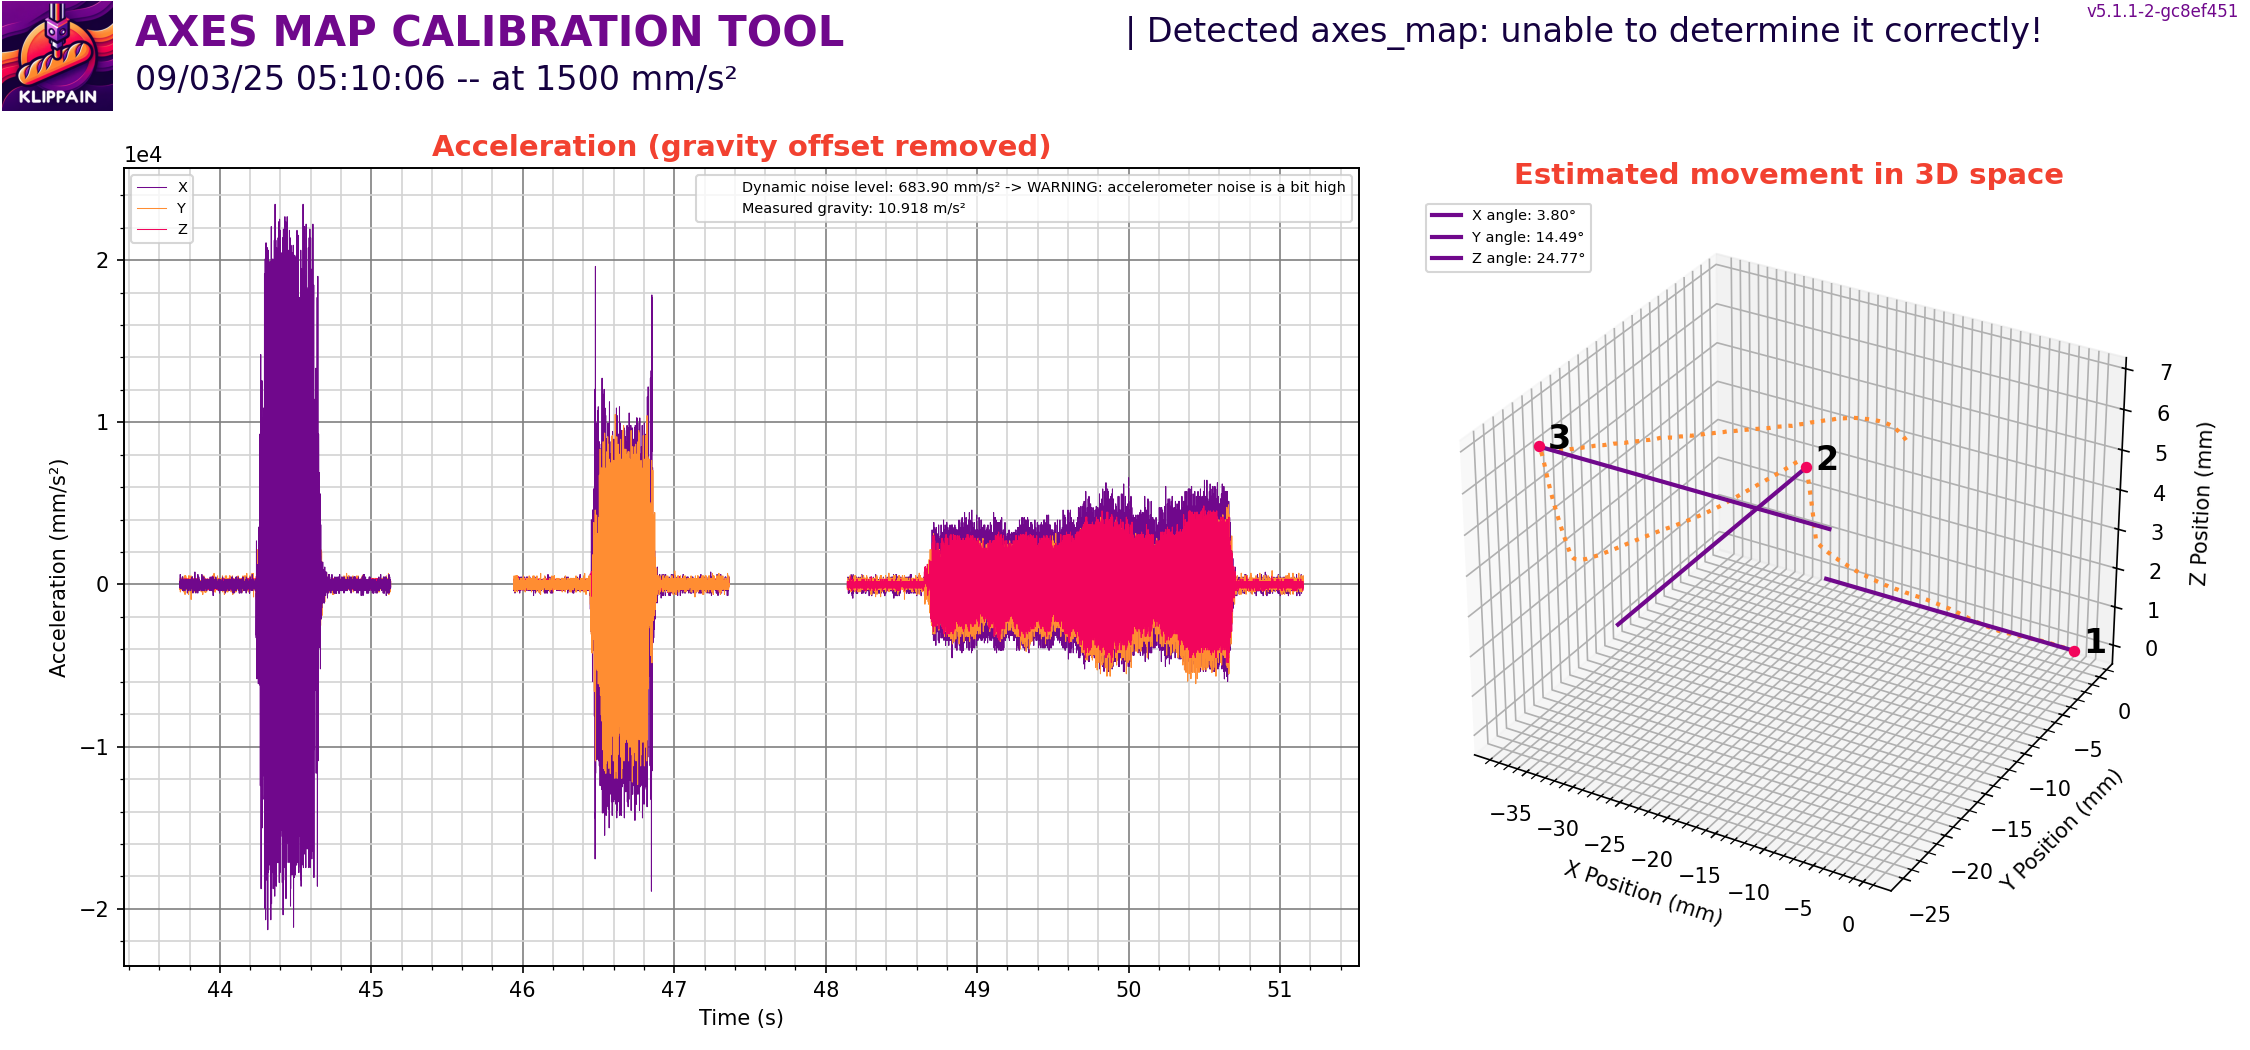 KLIPPAIN
AXES MAP CALIBRATION TOOL
09/03/25 05:10:06 -- at 1500 mm/s²
| Detected axes_map: unable to determine it correctly!
v5.1.1-2-gc8ef451
Acceleration (gravity offset removed)
1e4
X
Y
Z
Dynamic noise level: 683.90 mm/s² -> WARNING: accelerometer noise is a bit high
Measured gravity: 10.918 m/s²
Acceleration (mm/s²)
2
1
0
−1
−2
44 45 46 47 48 49 50 51
Time (s)
Estimated movement in 3D space
X angle: 3.80°
Y angle: 14.49°
Z angle: 24.77°
3
2
1
7
6
5
4
3
2
1
0
Z Position (mm)
0
−5
−10
−15
−20
−25
Y Position (mm)
−35
−30
−25
−20
−15
−10
−5
0
X Position (mm)